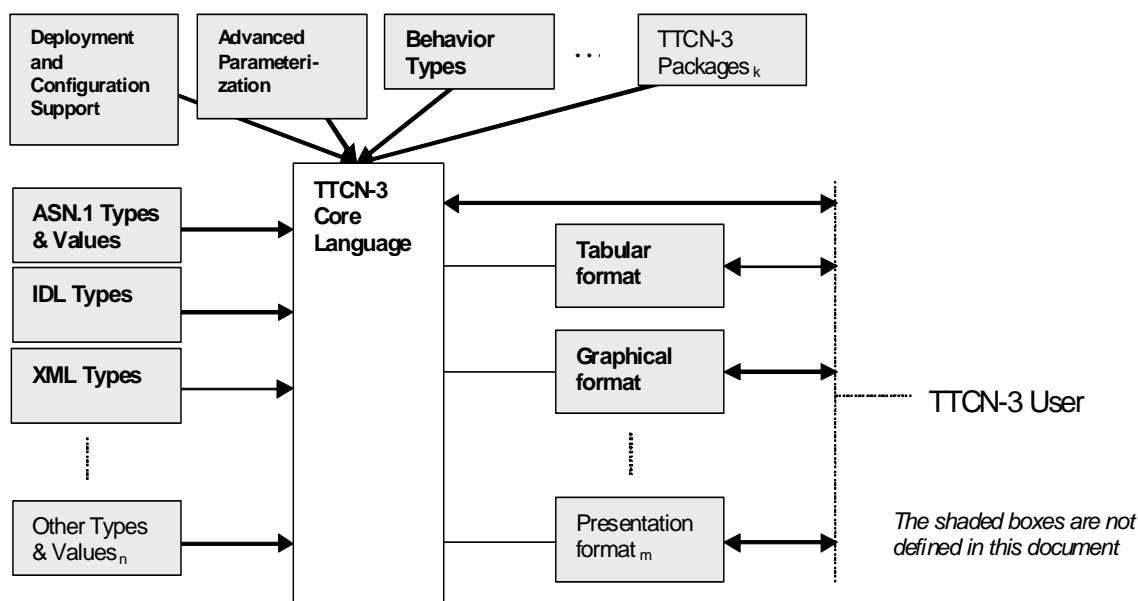 Deployment
and
Configuration
Support
Advanced
Parameteri-
zation
Behavior
Types
...
TTCN-3
Packages k
TTCN-3
Core
Language
ASN.1 Types
& Values
IDL Types
XML Types
Other Types
& Values n
Tabular
format
Graphical
format
Presentation
format m
TTCN-3 User
The shaded boxes are not
defined in this document